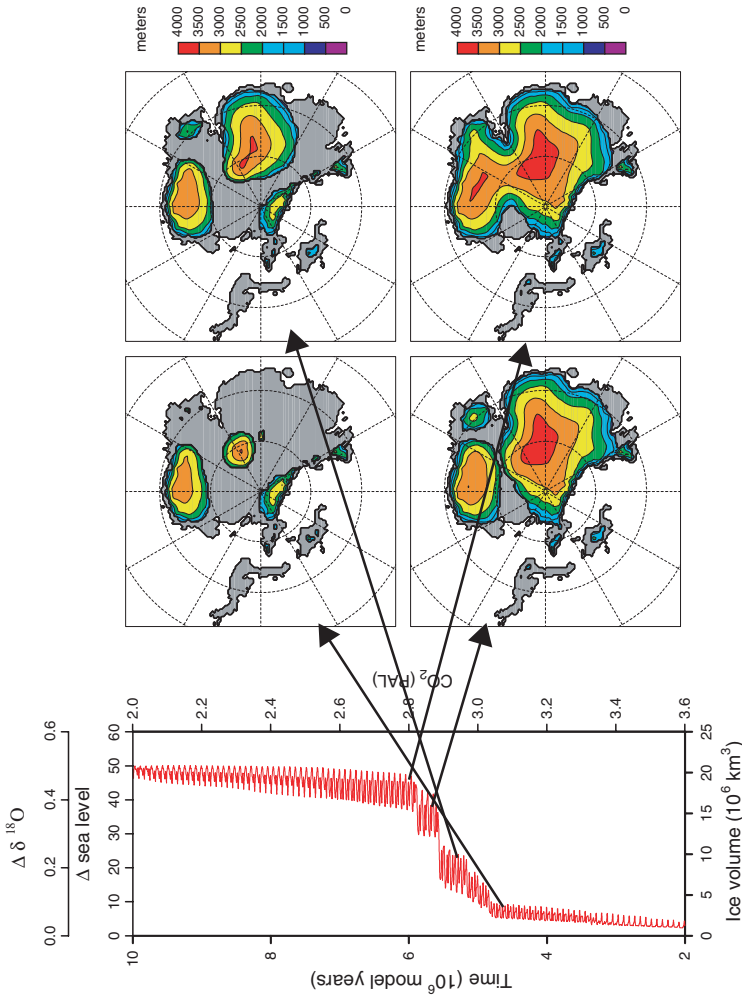 Δ δ 18O
0.0 0.2 0.4 0.6
Δ sea level
0 10 20 30 40 50 60
10 8 6 4 2
Time (10⁶ model years)
2.0 2.2 2.4 2.6 2.8 3.0 3.2 3.4 3.6
CO2 (PAL)
0 5 10 15 20 25
Ice volume (10⁶ km³)
meters
4000
3000
2500
2000
1500
1000
500
0
meters
4000
3000
2500
2000
1500
1000
500
0